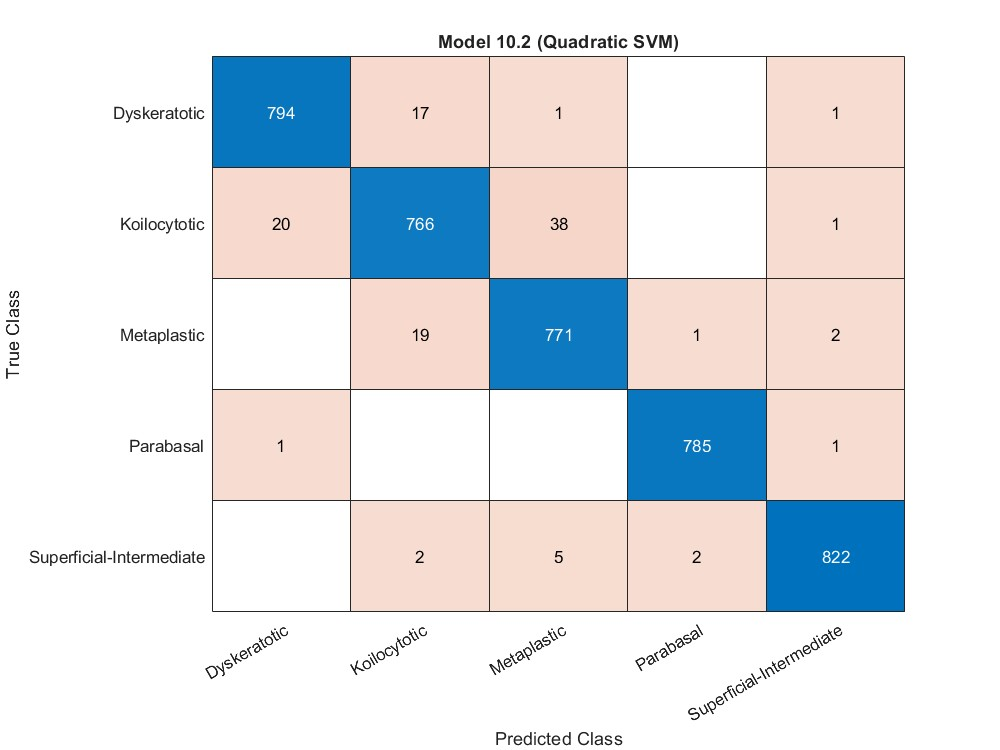 Model 10.2 (Quadratic SVM)
True Class
Dyskeratotic 794 17 1 1
Koilocytotic 20 766 38 1
Metaplastic 19 771 1 2
Parabasal 1 785 1
Superficial-Intermediate 2 5 2 822
Dyskeratotic Koilocytotic Metaplastic Parabasal Superficial-Intermediate
Predicted Class